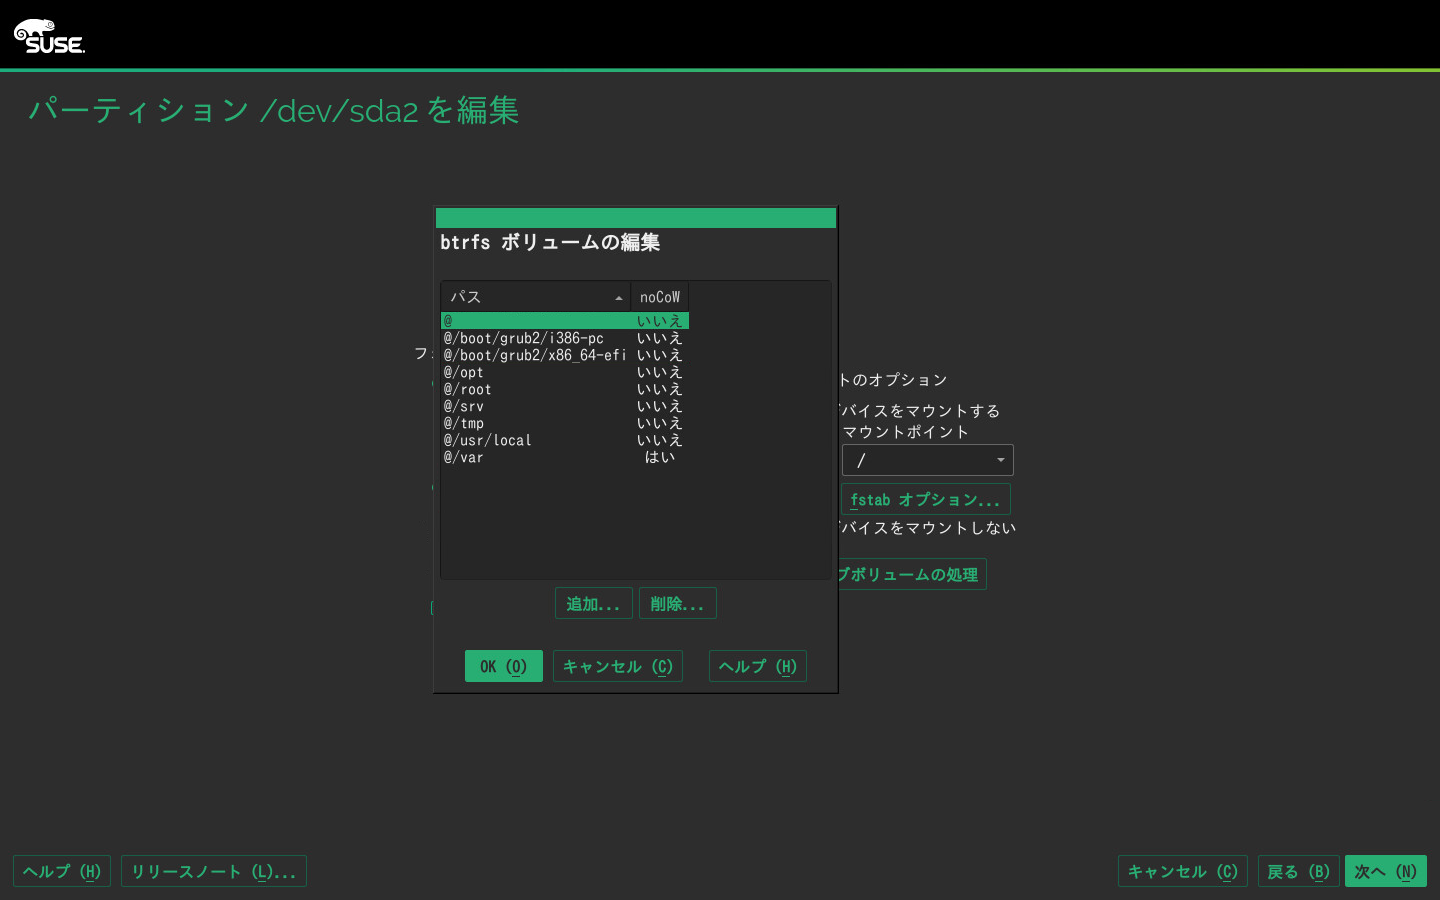 SUSE
パーティション /dev/sda2 を編集
btrfs ボリュームの編集
パス noCoW
@ いいえ
@/boot/grub2/i386-pc いいえ
@/boot/grub2/x86_64-efi いいえ
@/opt いいえ
@/root いいえ
@/srv いいえ
@/tmp いいえ
@/usr/local いいえ
@/var はい
追加... 削除...
OK (O) キャンセル (C) ヘルプ (H)
フ
トのオプション
バイスをマウントする
マウントポイント
/
fstab オプション...
バイスをマウントしない
ブボリュームの処理
ヘルプ (H) リリースノート (L)... キャンセル (C) 戻る (B) 次へ (N)